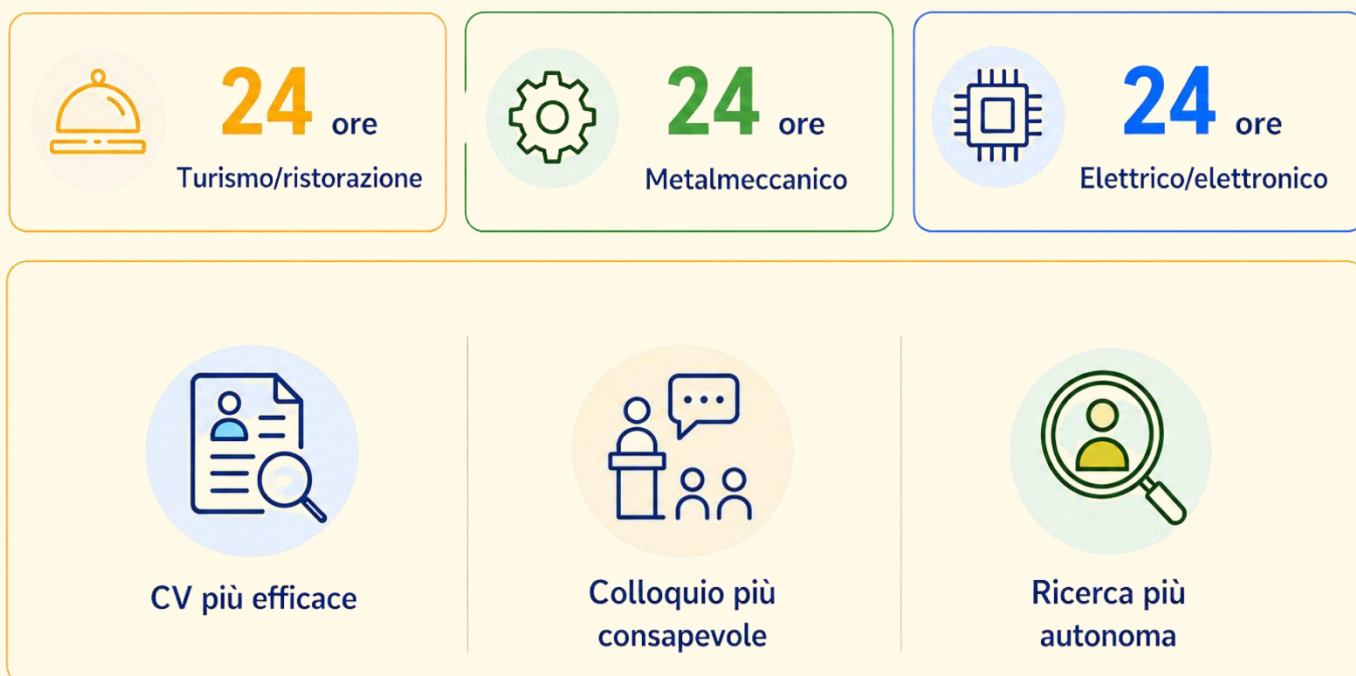 24 ore
Turismo/ristorazione
24 ore
Metalmeccanico
24 ore
Elettrico/elettronico
CV più efficace
Colloquio più
consapevole
Ricerca più
autonoma